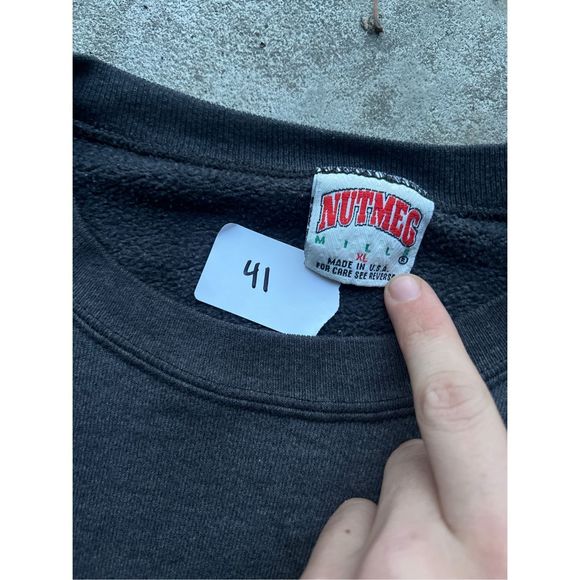 NUTMEG
MILLS
XL
MADE IN U.S.A.
FOR CARE SEE REVERSE
®
41